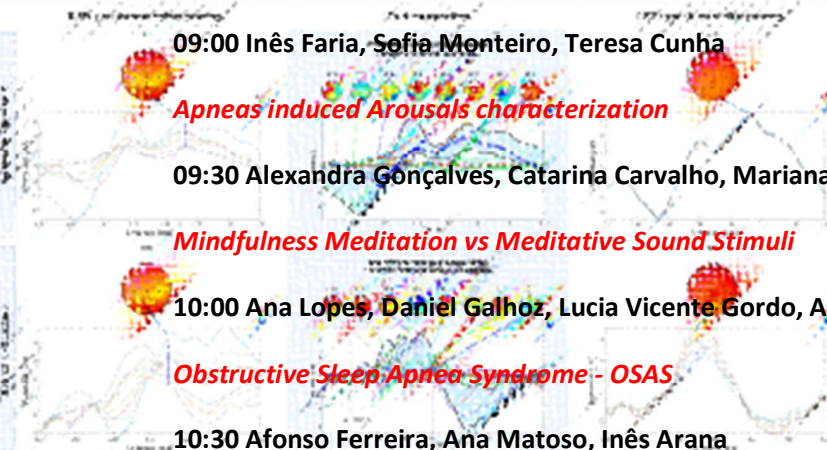 09:00 Inês Faria, Sofia Monteiro, Teresa Cunha
Apneas induced Arousals characterization
09:30 Alexandra Gonçalves, Catarina Carvalho, Mariana
Mindfulness Meditation vs Meditative Sound Stimuli
10:00 Ana Lopes, Daniel Galhoz, Lucia Vicente Gordo, A
Obstructive Sleep Apnea Syndrome - OSAS
10:30 Afonso Ferreira, Ana Matoso, Inês Arana